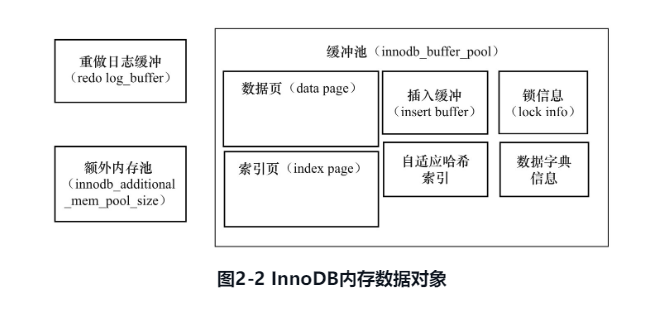 重做日志缓冲
(redo log_buffer)
额外内存池
(innodb_additional
_mem_pool_size)
缓冲池(innodb_buffer_pool)
数据页(data page)
插入缓冲
(insert buffer)
锁信息
(lock info)
索引页(index page)
自适应哈希
索引
数据字典
信息
图2-2 InnoDB内存数据对象